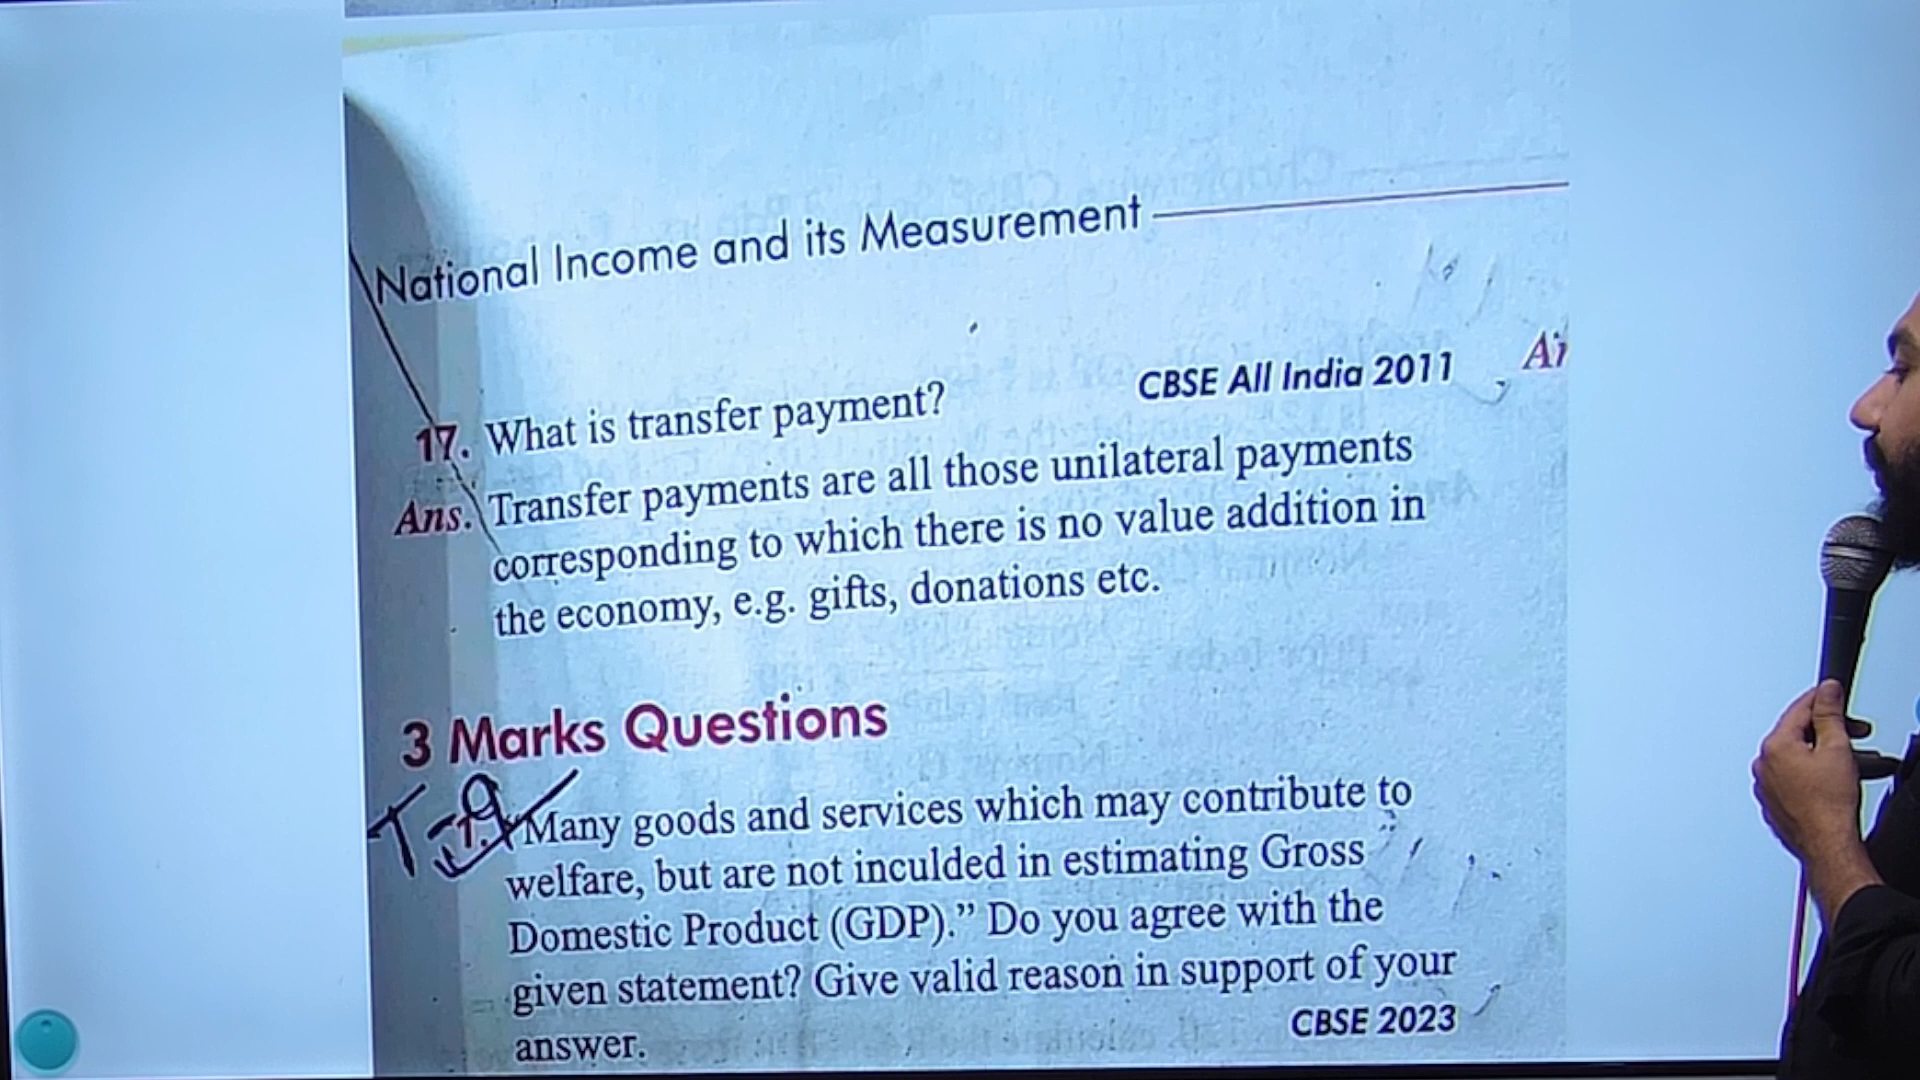 National Income and its Measurement
17. What is transfer payment?
CBSE All India 2011
Ans. Transfer payments are all those unilateral payments
corresponding to which there is no value addition in
the economy, e.g. gifts, donations etc.
3 Marks Questions
1. “Many goods and services which may contribute to
welfare, but are not inculded in estimating Gross
Domestic Product (GDP).” Do you agree with the
given statement? Give valid reason in support of your
answer.
CBSE 2023